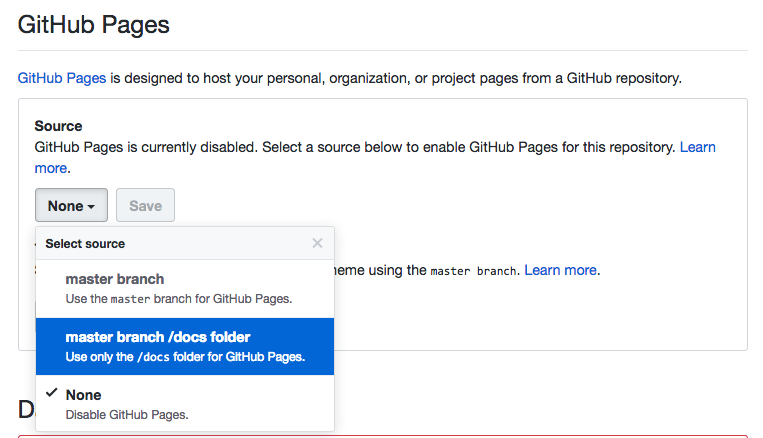 GitHub Pages
GitHub Pages is designed to host your personal, organization, or project pages from a GitHub repository.
Source
GitHub Pages is currently disabled. Select a source below to enable GitHub Pages for this repository. Learn
more.
None
Save
Select source
heme using the master branch. Learn more.
master branch
Use the master branch for GitHub Pages.
master branch /docs folder
Use only the /docs folder for GitHub Pages.
None
Disable GitHub Pages.
D